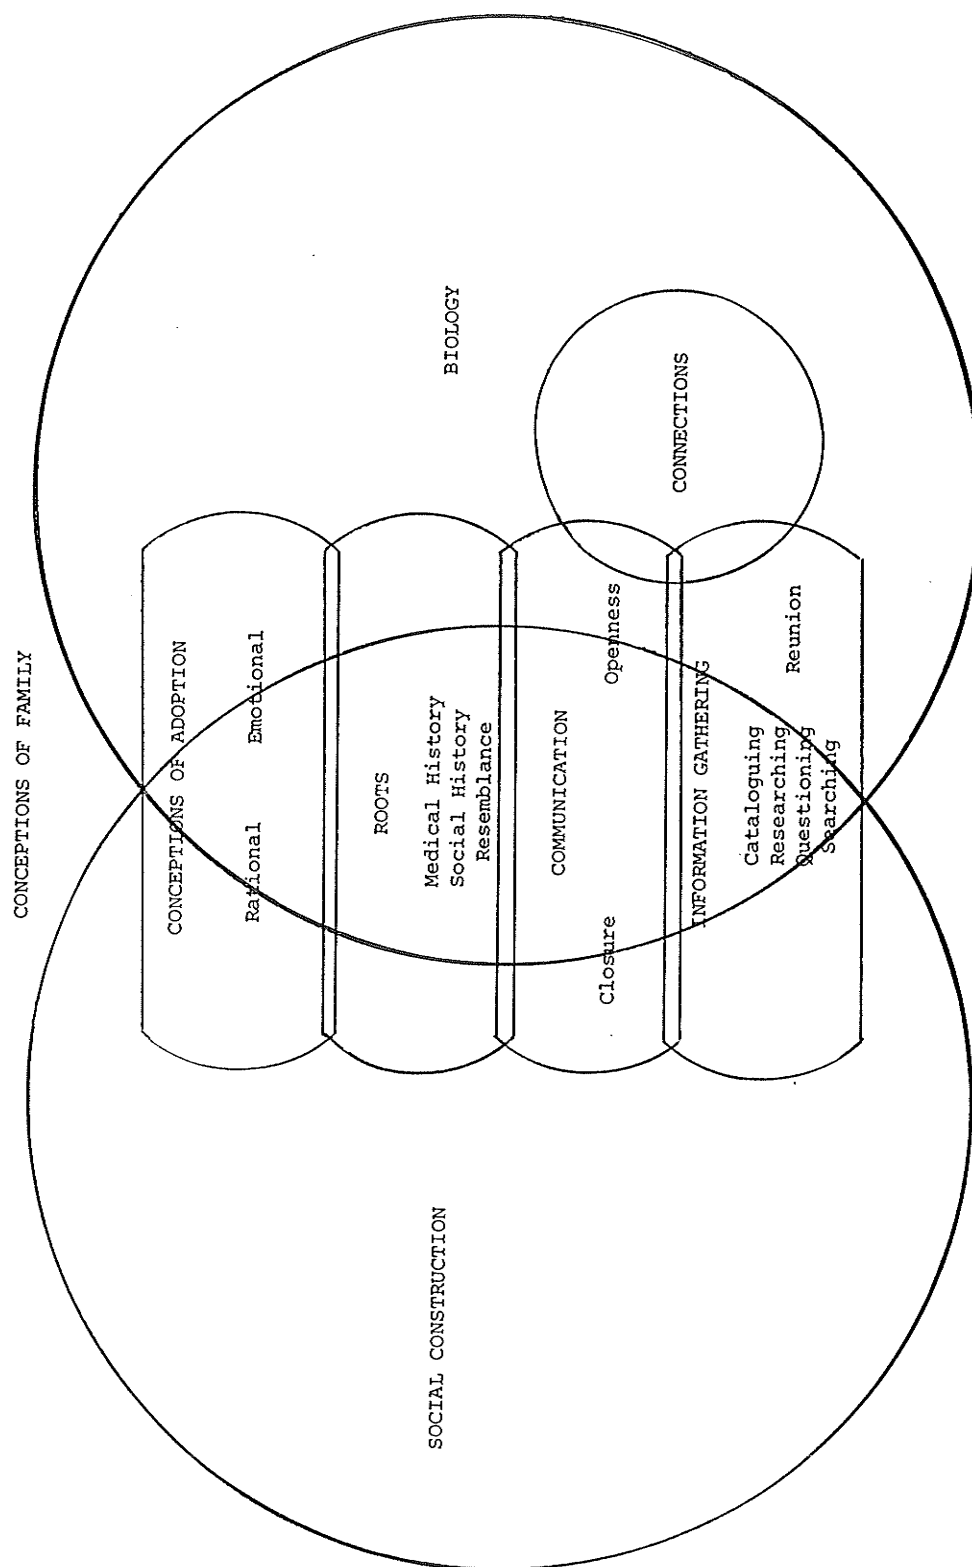 CONCEPTIONS OF FAMILY
CONCEPTIONS OF ADOPTION
Rational
Emotional
ROOTS
Medical History
Social History
Resemblance
SOCIAL CONSTRUCTION
BIOLOGY
COMMUNICATION
Closure
Openness
CONNECTIONS
INFORMATION GATHERING
Cataloguing
Researching
Questioning
Searching
Reunion